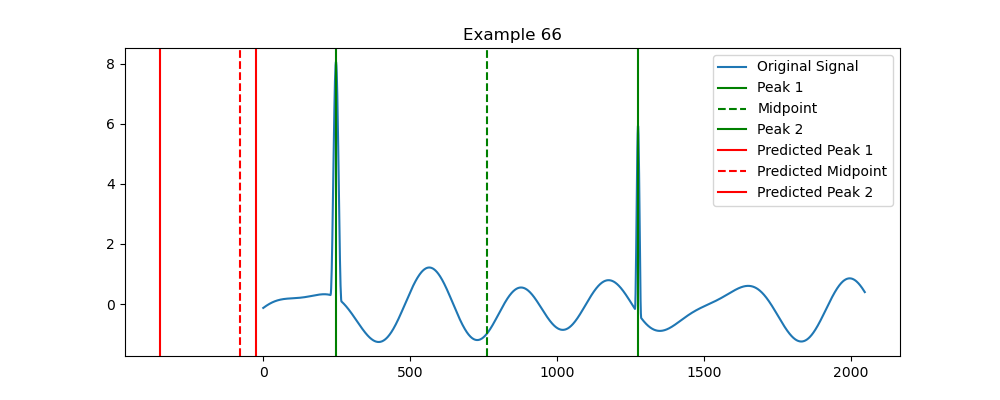 Example 66
Original Signal
Peak 1
Midpoint
Peak 2
Predicted Peak 1
Predicted Midpoint
Predicted Peak 2
8
6
4
2
0
0 500 1000 1500 2000